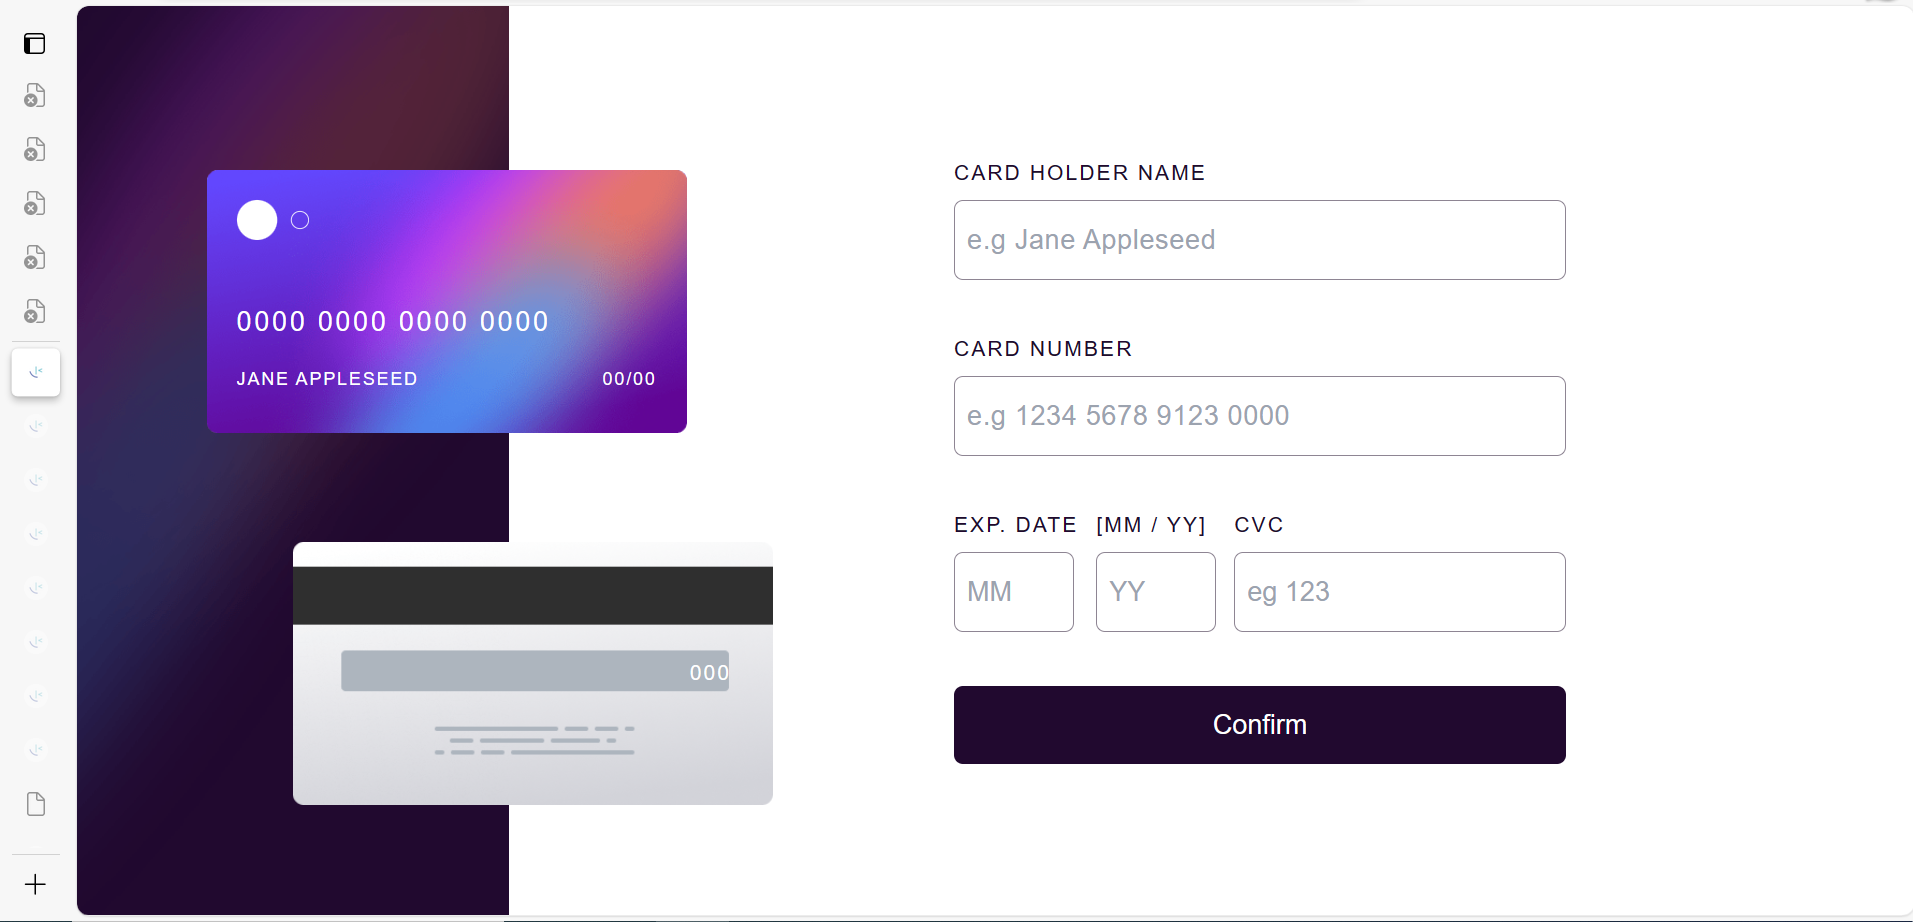 0000 0000 0000 0000
JANE APPLESEED 00/00
000
CARD HOLDER NAME
e.g Jane Appleseed
CARD NUMBER
e.g 1234 5678 9123 0000
EXP. DATE [MM / YY] CVC
MM YY eg 123
Confirm